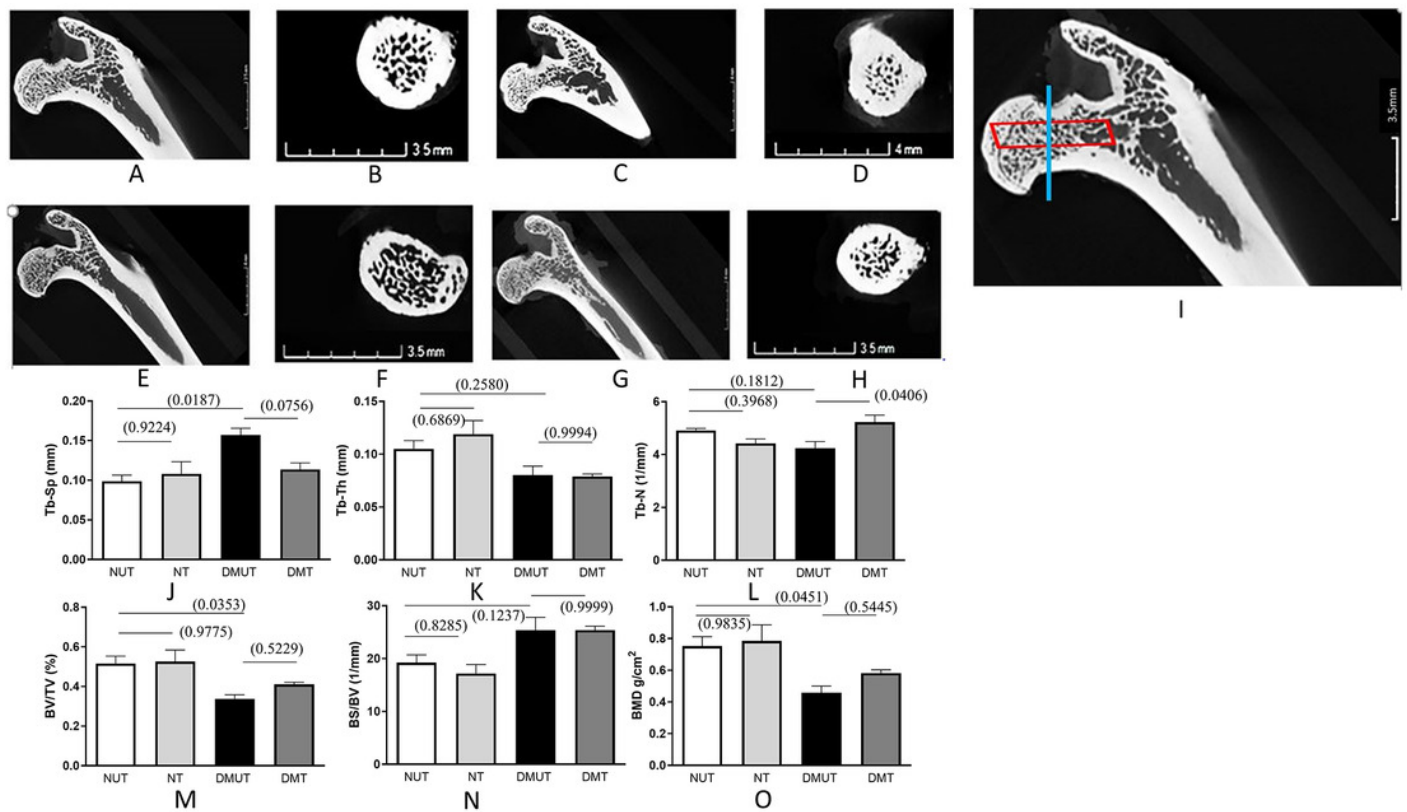 35mm
4mm
3.5mm
A
B
C
D
I
3.5mm
35mm
E
F
G
H
Tb-Sp (mm)
0.20
0.15
0.10
0.05
0.00
(0.0187)
(0.0756)
(0.9224)
NUT
NT
DMUT
DMT
J
Tb-Th (mm)
0.15
0.10
0.05
0.00
(0.2580)
(0.6869)
(0.9994)
NUT
NT
DMUT
DMT
K
Tb-N (1/mm)
6
4
2
0
(0.1812)
(0.3968)
(0.0406)
NUT
NT
DMUT
DMT
L
BV/TV (%)
0.8
0.6
0.4
0.2
0.0
(0.0353)
(0.9775)
(0.5229)
NUT
NT
DMUT
DMT
M
BS/BV (1/mm)
30
20
10
0
(0.1237)
(0.8285)
(0.9999)
NUT
NT
DMUT
DMT
N
BMD g/cm²
1.0
0.8
0.6
0.4
0.2
0.0
(0.0451)
(0.9835)
(0.5445)
NUT
NT
DMUT
DMT
O